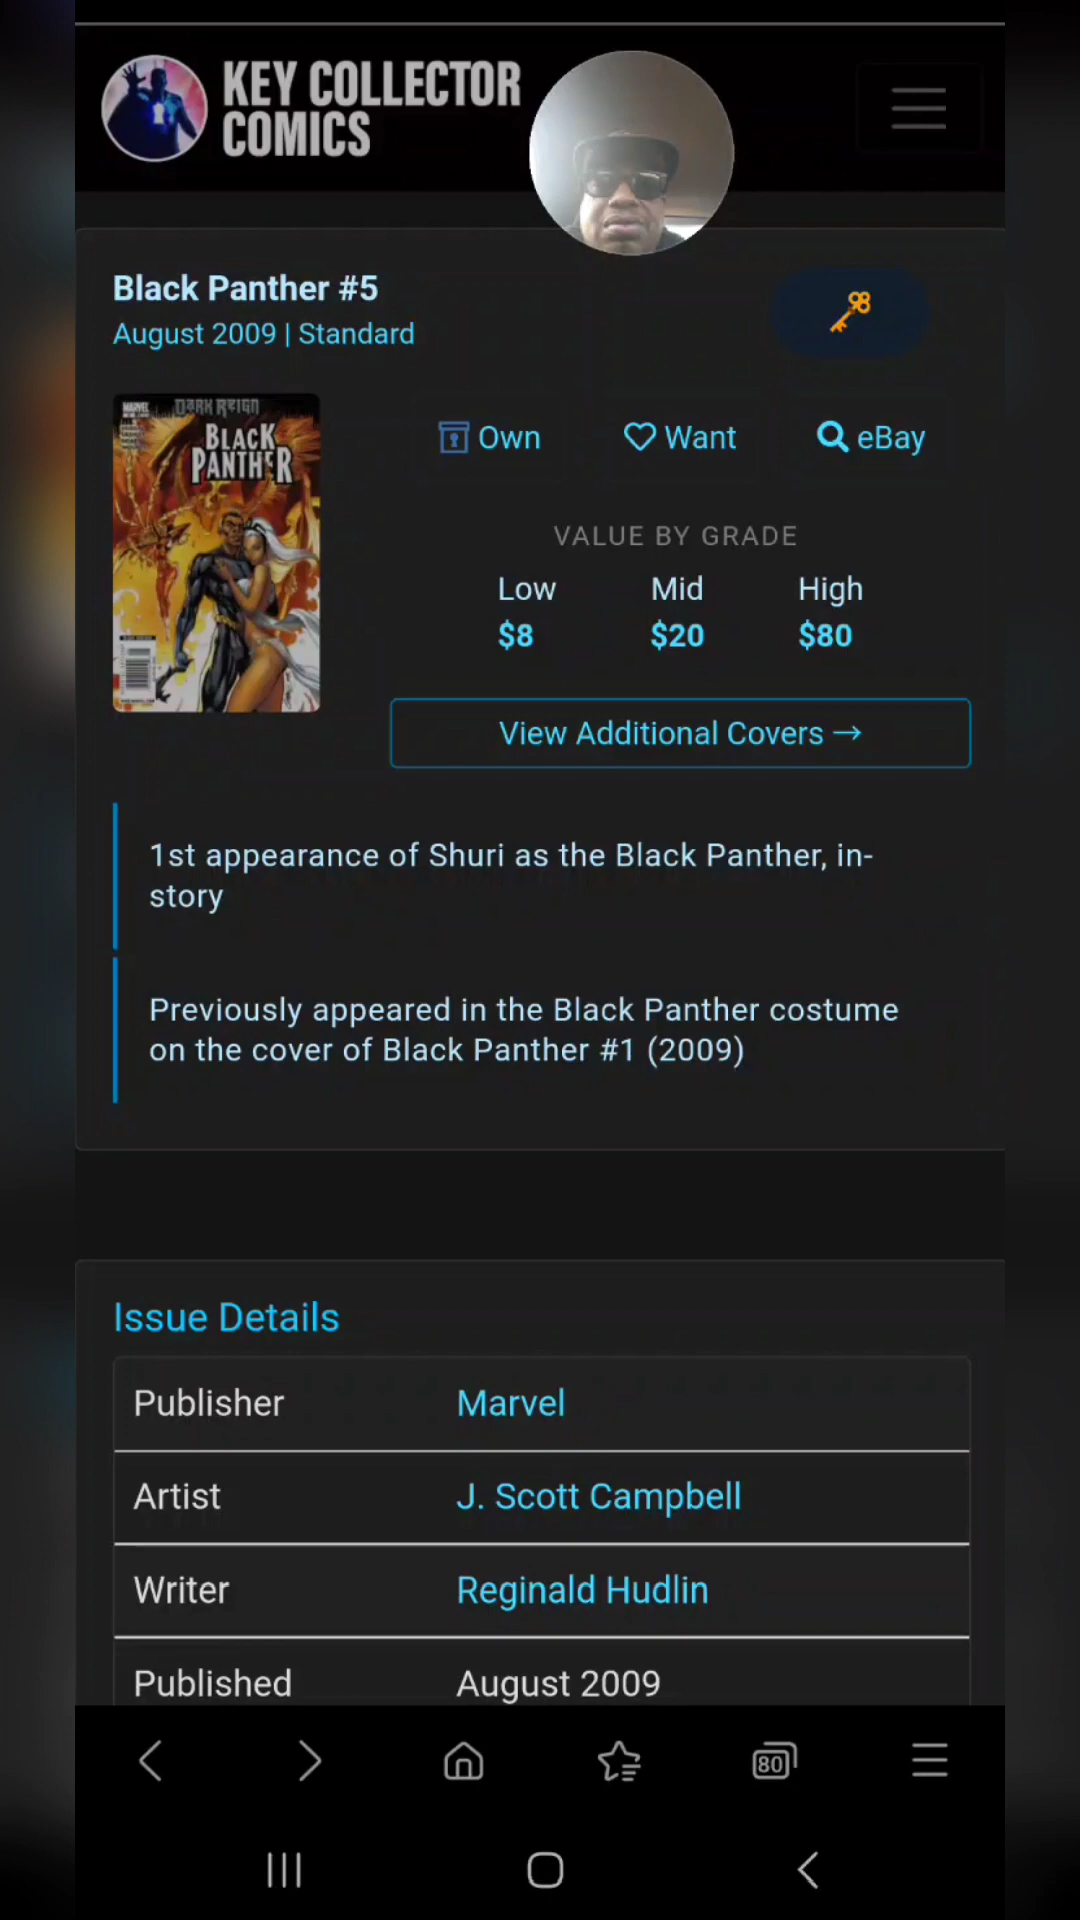 KEY COLLECTOR
COMICS
Black Panther #5
August 2009 | Standard
MARVEL
DARK REIGN
BLACK
PANTHER
Own
Want
eBay
VALUE BY GRADE
Low
Mid
High
$8
$20
$80
View Additional Covers →
1st appearance of Shuri as the Black Panther, in-
story
Previously appeared in the Black Panther costume
on the cover of Black Panther #1 (2009)
Issue Details
Publisher Marvel
Artist J. Scott Campbell
Writer Reginald Hudlin
Published August 2009
80